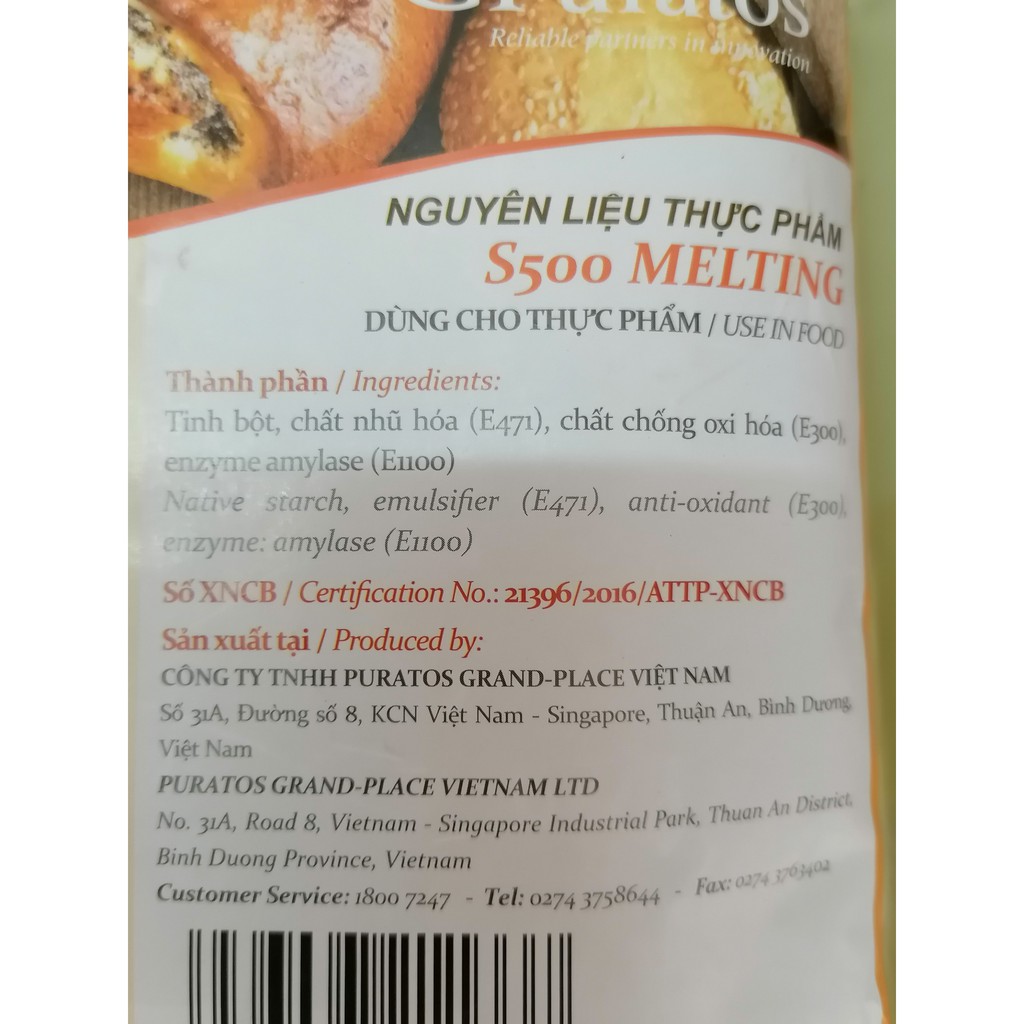 Puratos
Reliable partners in innovation
NGUYÊN LIỆU THỰC PHẨM
S500 MELTING
DÙNG CHO THỰC PHẨM / USE IN FOOD
Thành phần / Ingredients:
Tinh bột, chất nhũ hóa (E471), chất chống oxi hóa (E300),
enzyme amylase (E1100)
Native starch, emulsifier (E471), anti-oxidant (E300),
enzyme: amylase (E1100)
Số XNCB / Certification No.: 21396/2016/ATTP-XNCB
Sản xuất tại / Produced by:
CÔNG TY TNHH PURATOS GRAND-PLACE VIỆT NAM
Số 31A, Đường số 8, KCN Việt Nam - Singapore, Thuận An, Bình Dương,
Việt Nam
PURATOS GRAND-PLACE VIETNAM LTD
No. 31A, Road 8, Vietnam - Singapore Industrial Park, Thuan An District,
Binh Duong Province, Vietnam
Customer Service: 1800 7247 - Tel: 0274 3758644 - Fax: 0274 3763402